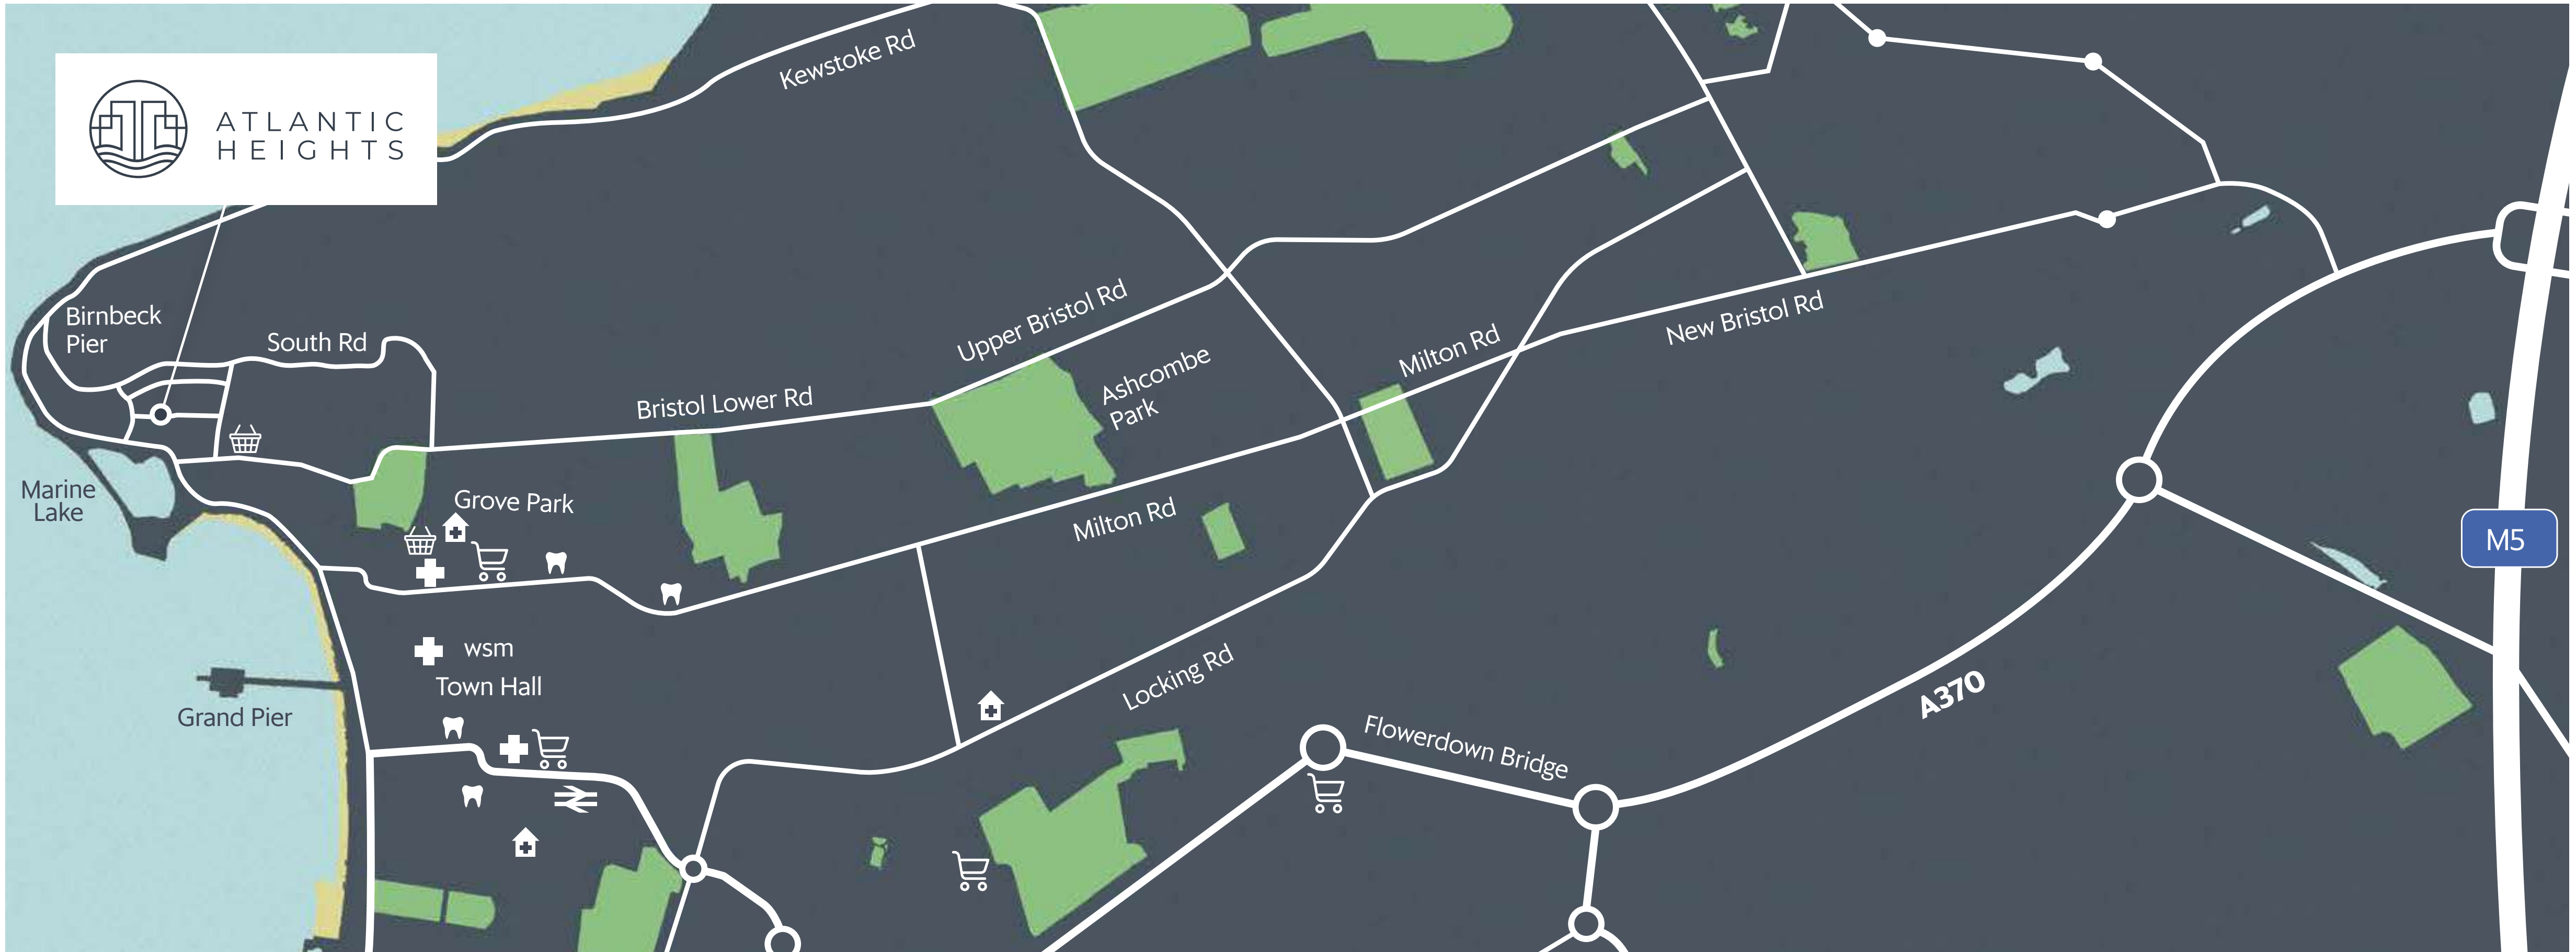 Kewstoke Rd
ATLANTIC
HEIGHTS
Birnbeck
Pier
South Rd
Upper Bristol Rd
New Bristol Rd
Milton Rd
Ashcombe
Park
Bristol Lower Rd
Marine
Lake
Grove Park
Milton Rd
M5
wsm
Town Hall
Locking Rd
A370
Grand Pier
Flowerdown Bridge